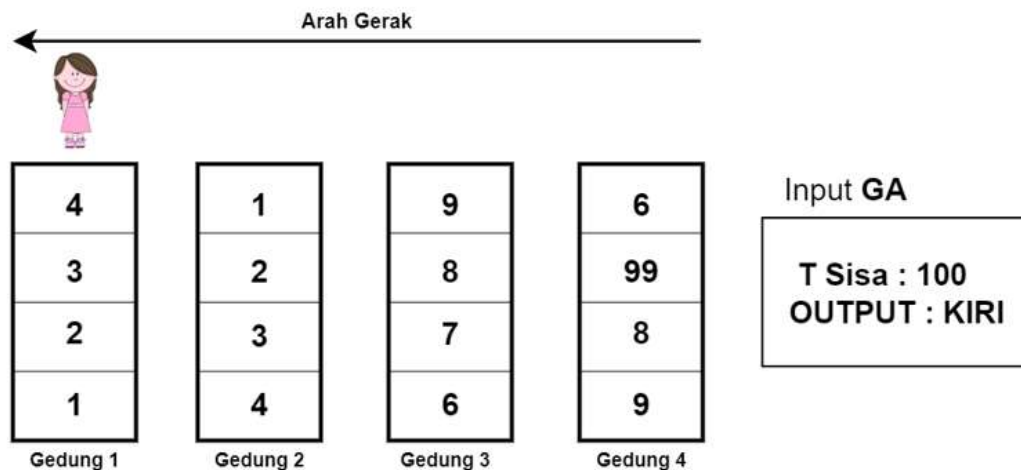 Arah Gerak
4 1 9 6
3 2 8 99
2 3 7 8
1 4 6 9
Gedung 1 Gedung 2 Gedung 3 Gedung 4
Input GA
T Sisa : 100
OUTPUT : KIRI